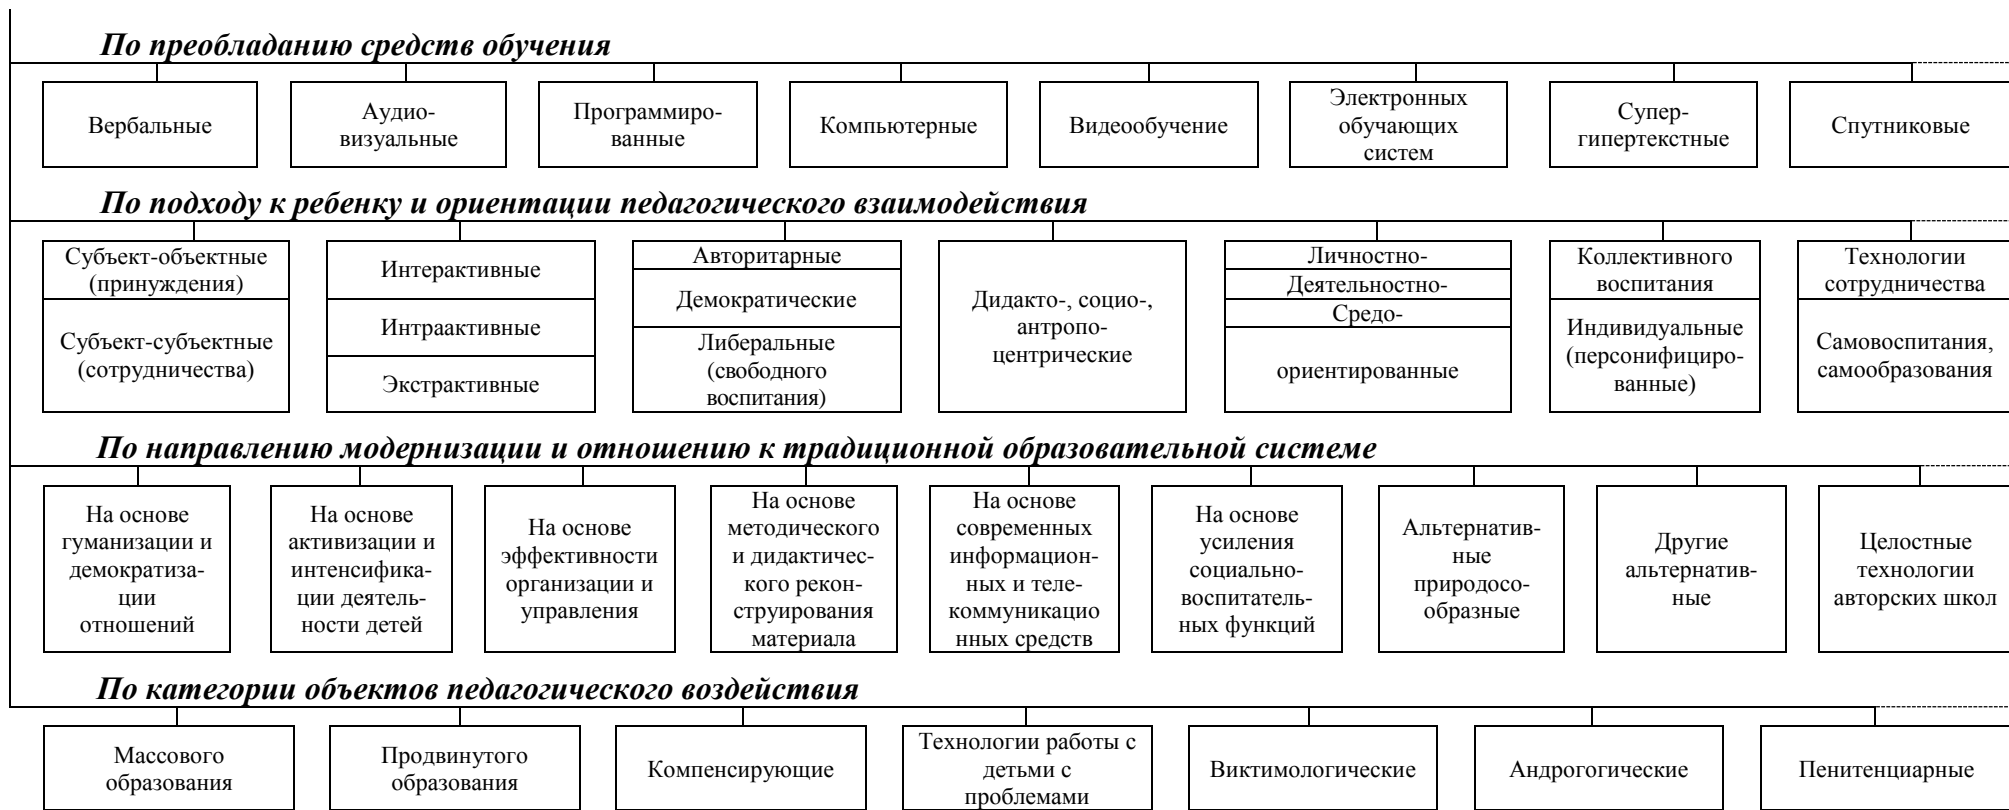 По преобладанию средств обучения
Вербальные
Аудио-
визуальные
Программиро-
ванные
Компьютерные
Видеообучение
Электронных
обучающих
систем
Супер-
гипертекстные
Спутниковые
По подходу к ребенку и ориентации педагогического взаимодействия
Субъект-объектные
(принуждения)
Субъект-субъектные
(сотрудничества)
Интерактивные
Интраактивные
Экстрактивные
Авторитарные
Демократические
Либеральные
(свободного
воспитания)
Дидакто-, социо-,
антропо-
центрические
Личностно-
Деятельностно-
Средо-
ориентированные
Коллективного
воспитания
Индивидуальные
(персонифициро-
ванные)
Технологии
сотрудничества
Самовоспитания,
самообразования
По направлению модернизации и отношению к традиционной образовательной системе
На основе
гуманизации и
демократиза-
ции
отношений
На основе
активизации и
интенсифика-
ции деятель-
ности детей
На основе
эффективности
организации и
управления
На основе
методического
и дидактичес-
кого рекон-
струирования
материала
На основе
современных
информацион-
ных и теле-
коммуникацио
нных средств
На основе
усиления
социально-
воспитатель-
ных функций
Альтернатив-
ные
природосо-
образные
Другие
альтернатив-
ные
Целостные
технологии
авторских школ
По категории объектов педагогического воздействия
Массового
образования
Продвинутого
образования
Компенсирующие
Технологии работы с
детьми с
проблемами
Виктимологические
Андрогогические
Пенитенциарные